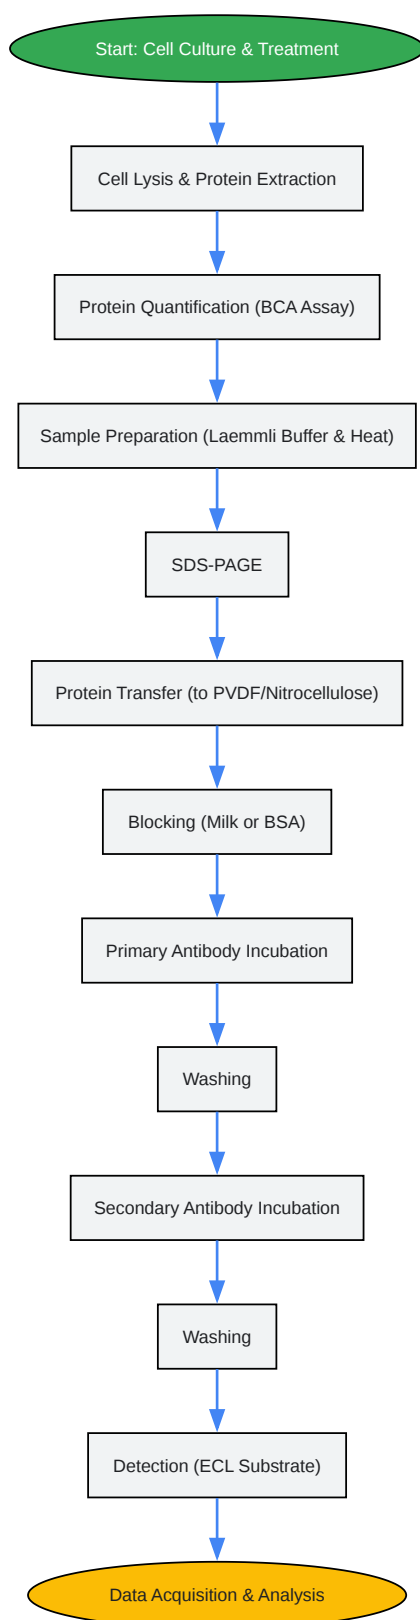 Start: Cell Culture & Treatment
Cell Lysis & Protein Extraction
Protein Quantification (BCA Assay)
Sample Preparation (Laemmli Buffer & Heat)
SDS-PAGE
Protein Transfer (to PVDF/Nitrocellulose)
Blocking (Milk or BSA)
Primary Antibody Incubation
Washing
Secondary Antibody Incubation
Washing
Detection (ECL Substrate)
Data Acquisition & Analysis